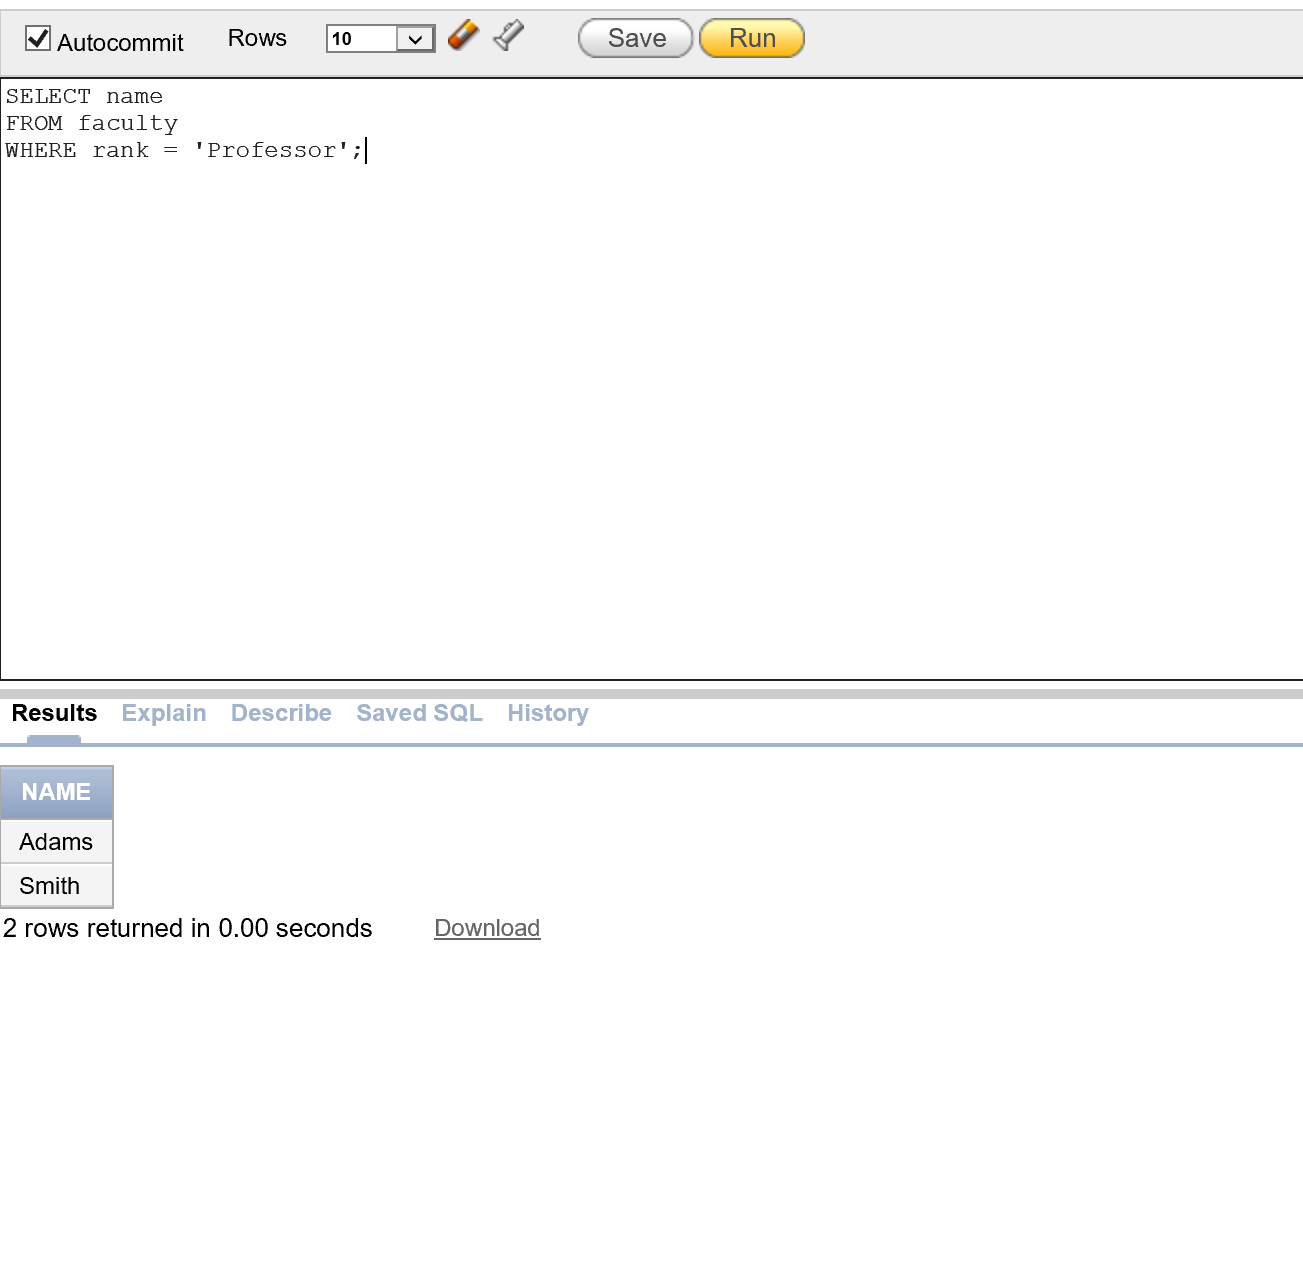 Autocommit Rows 10 Save Run
SELECT name
FROM faculty
WHERE rank = 'Professor';
Results Explain Describe Saved SQL History
NAME
Adams
Smith
2 rows returned in 0.00 seconds Download